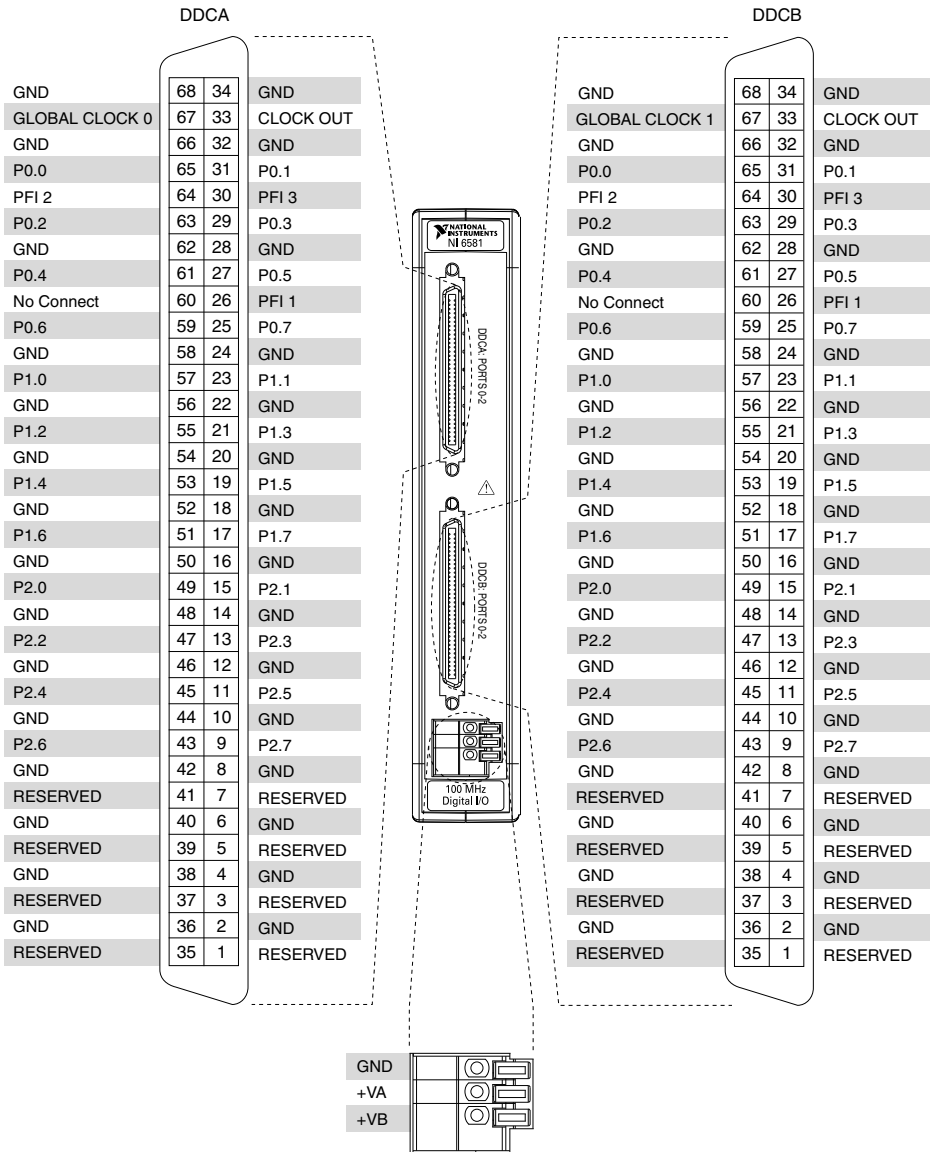 DDCA
GND 68 34 GND
GLOBAL CLOCK 0 67 33 CLOCK OUT
GND 66 32 GND
P0.0 65 31 P0.1
PFI 2 64 30 PFI 3
P0.2 63 29 P0.3
GND 62 28 GND
P0.4 61 27 P0.5
No Connect 60 26 PFI 1
P0.6 59 25 P0.7
GND 58 24 GND
P1.0 57 23 P1.1
GND 56 22 GND
P1.2 55 21 P1.3
GND 54 20 GND
P1.4 53 19 P1.5
GND 52 18 GND
P1.6 51 17 P1.7
GND 50 16 GND
P2.0 49 15 P2.1
GND 48 14 GND
P2.2 47 13 P2.3
GND 46 12 GND
P2.4 45 11 P2.5
GND 44 10 GND
P2.6 43 9 P2.7
GND 42 8 GND
RESERVED 41 7 RESERVED
GND 40 6 GND
RESERVED 39 5 RESERVED
GND 38 4 GND
RESERVED 37 3 RESERVED
GND 36 2 GND
RESERVED 35 1 RESERVED
NATIONAL
INSTRUMENTS
NI 6581
DDCA: PORTS 0-2
DDCB: PORTS 0-2
100 MHz
Digital I/O
DDCB
GND 68 34 GND
GLOBAL CLOCK 1 67 33 CLOCK OUT
GND 66 32 GND
P0.0 65 31 P0.1
PFI 2 64 30 PFI 3
P0.2 63 29 P0.3
GND 62 28 GND
P0.4 61 27 P0.5
No Connect 60 26 PFI 1
P0.6 59 25 P0.7
GND 58 24 GND
P1.0 57 23 P1.1
GND 56 22 GND
P1.2 55 21 P1.3
GND 54 20 GND
P1.4 53 19 P1.5
GND 52 18 GND
P1.6 51 17 P1.7
GND 50 16 GND
P2.0 49 15 P2.1
GND 48 14 GND
P2.2 47 13 P2.3
GND 46 12 GND
P2.4 45 11 P2.5
GND 44 10 GND
P2.6 43 9 P2.7
GND 42 8 GND
RESERVED 41 7 RESERVED
GND 40 6 GND
RESERVED 39 5 RESERVED
GND 38 4 GND
RESERVED 37 3 RESERVED
GND 36 2 GND
RESERVED 35 1 RESERVED
GND
+VA
+VB